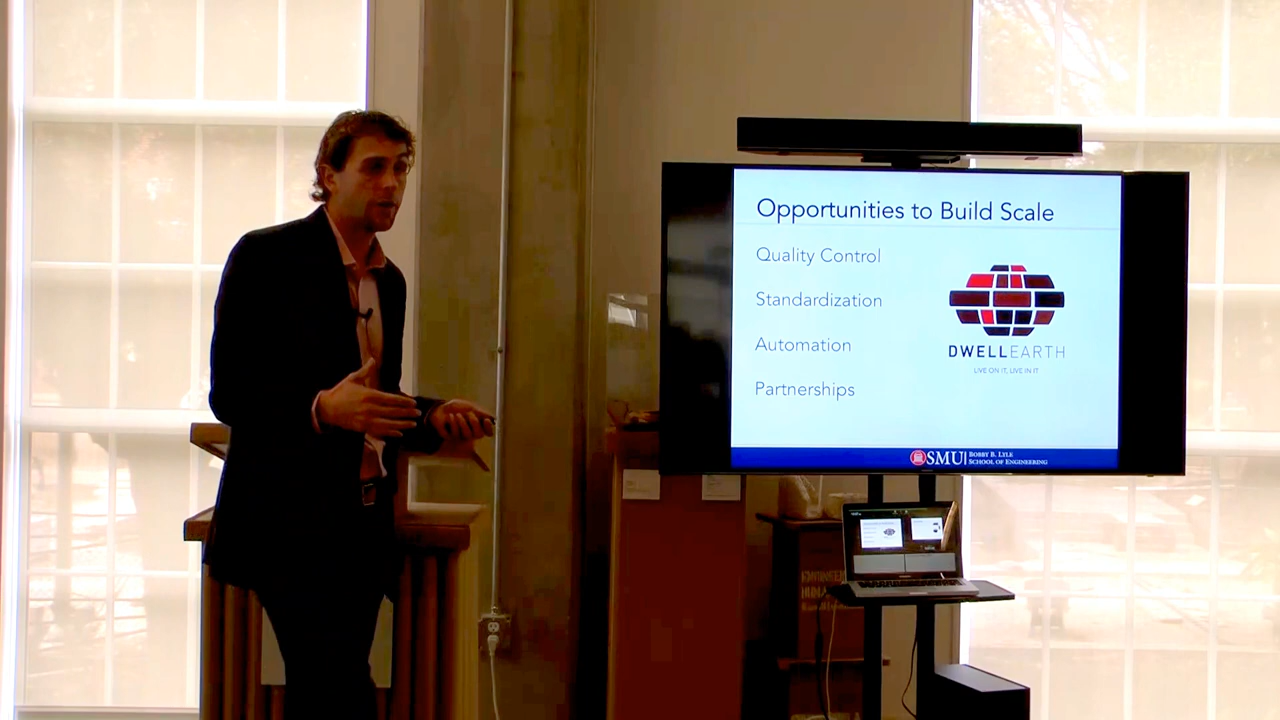 Opportunities to Build Scale
Quality Control
Standardization
Automation
Partnerships
DWELLEARTH
LIVE ON IT, LIVE IN IT
SMU BOBBY B. LYLE
SCHOOL OF ENGINEERING